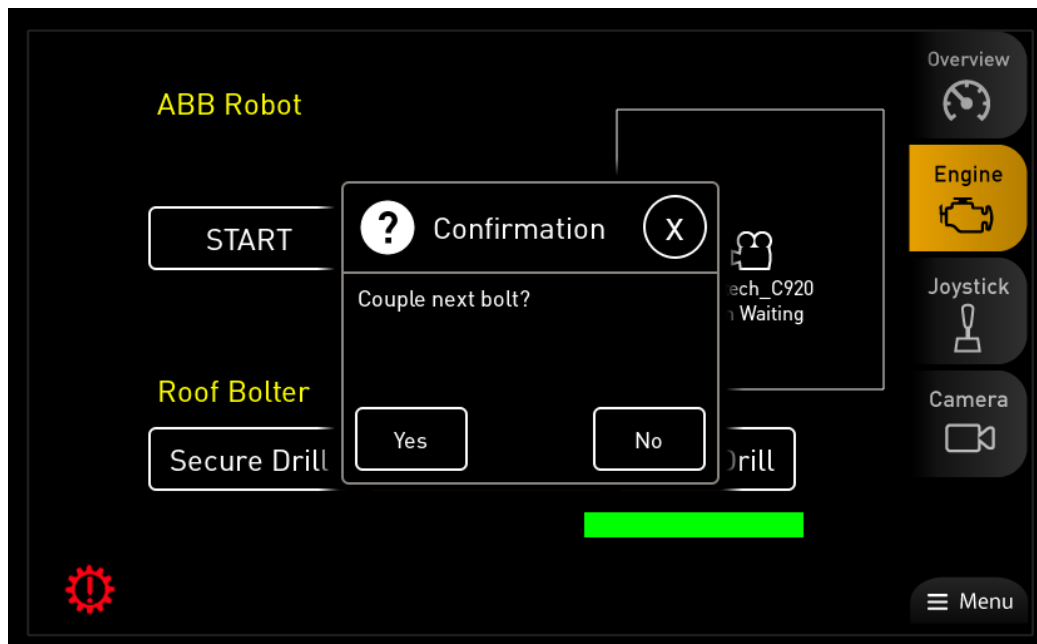 Overview
ABB Robot
Engine
START
? Confirmation X
Couple next bolt?
ech_C920
Waiting
Joystick
Roof Bolter
Camera
Secure Drill
Yes
No
rill
! 
Menu